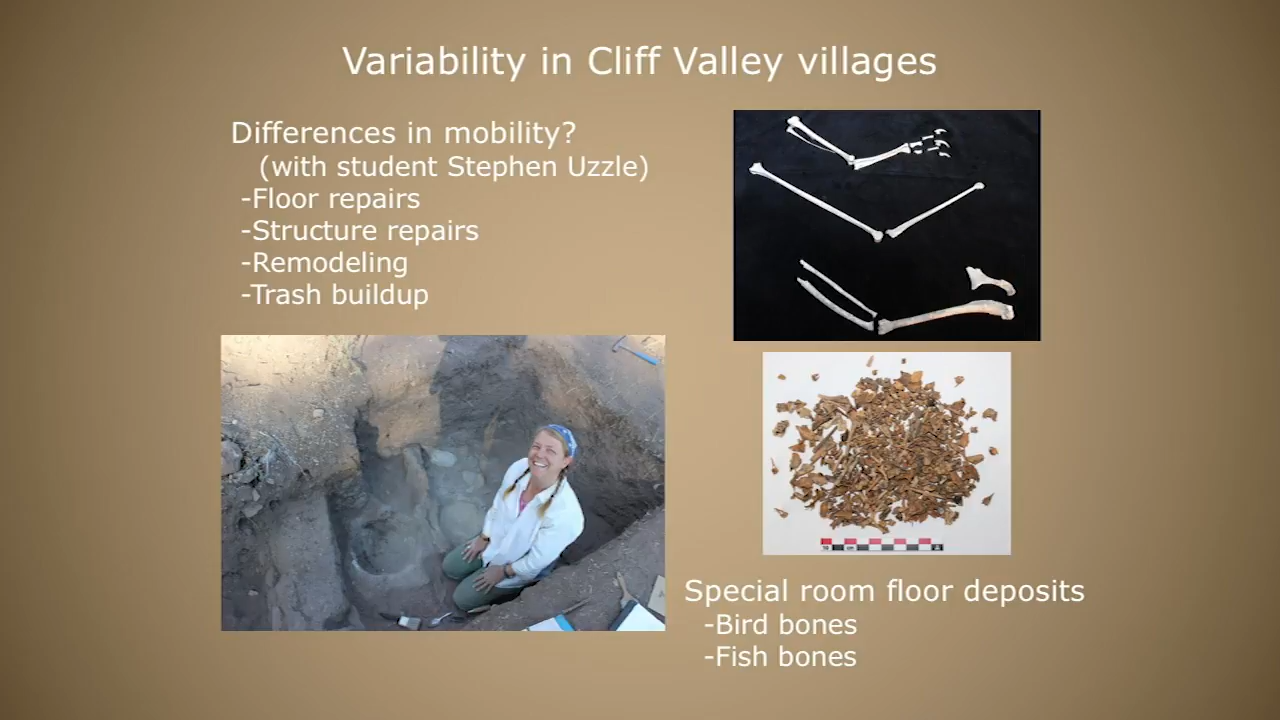 Variability in Cliff Valley villages
Differences in mobility?
(with student Stephen Uzzle)
-Floor repairs
-Structure repairs
-Remodeling
-Trash buildup
Special room floor deposits
-Bird bones
-Fish bones